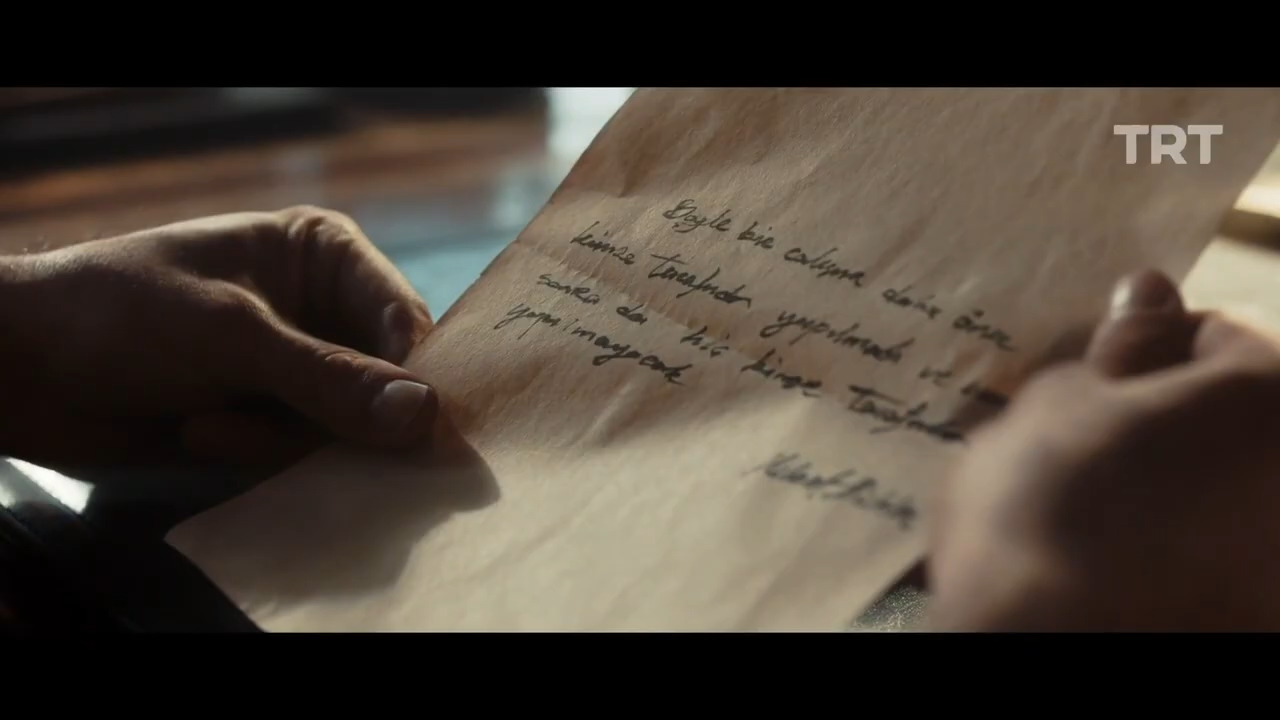 TRT
Böyle bir çalışma daha önce
kimse tarafından yapılmadı ve
sonra da hiç kimse tarafından
yapılmayacak